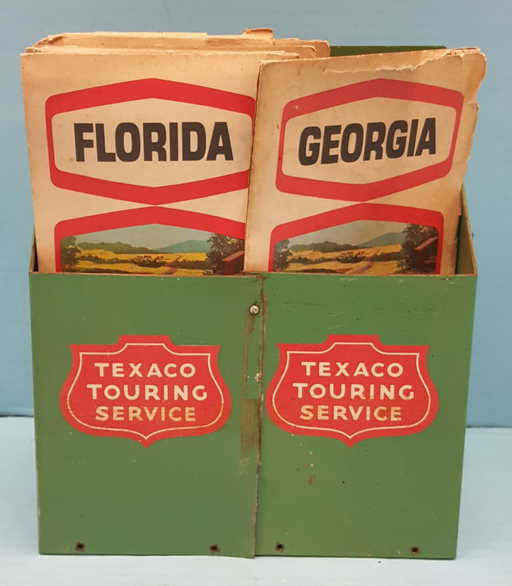 FLORIDA
GEORGIA
TEXACO
TOURING
SERVICE
TEXACO
TOURING
SERVICE